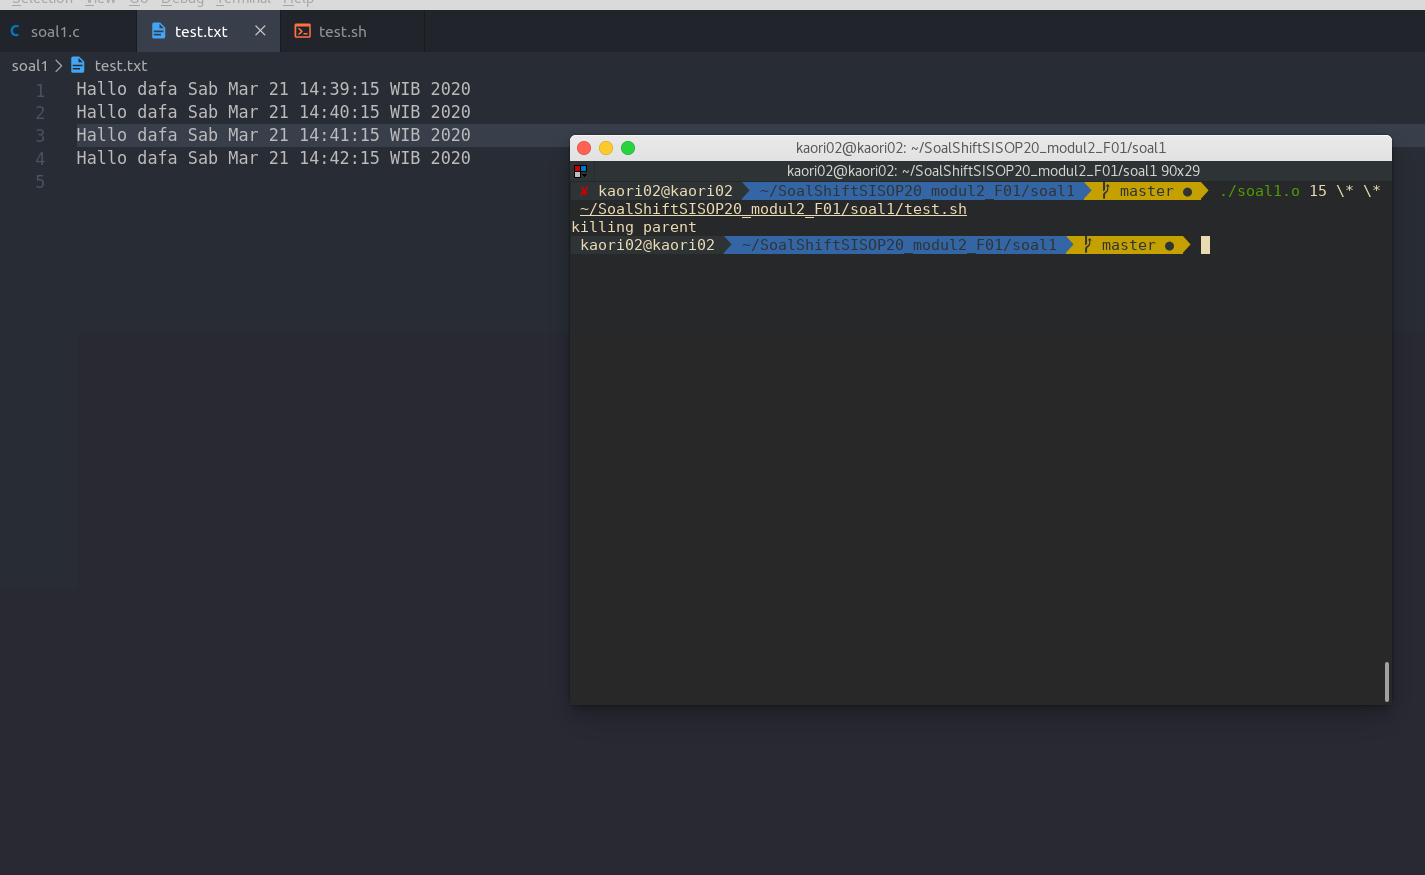 Selection View Go Debug Terminal Help
soal1.c test.txt test.sh
soal1 test.txt
1 Hallo dafa Sab Mar 21 14:39:15 WIB 2020
2 Hallo dafa Sab Mar 21 14:40:15 WIB 2020
3 Hallo dafa Sab Mar 21 14:41:15 WIB 2020
4 Hallo dafa Sab Mar 21 14:42:15 WIB 2020
5
kaori02@kaori02: ~/SoalShiftSISOP20_modul2_F01/soal1
kaori02@kaori02: ~/SoalShiftSISOP20_modul2_F01/soal1 90x29
✘ kaori02@kaori02 ~/SoalShiftSISOP20_modul2_F01/soal1 master ● ./soal1.o 15 \* \*
~/SoalShiftSISOP20_modul2_F01/soal1/test.sh
killing parent
kaori02@kaori02 ~/SoalShiftSISOP20_modul2_F01/soal1 master ●